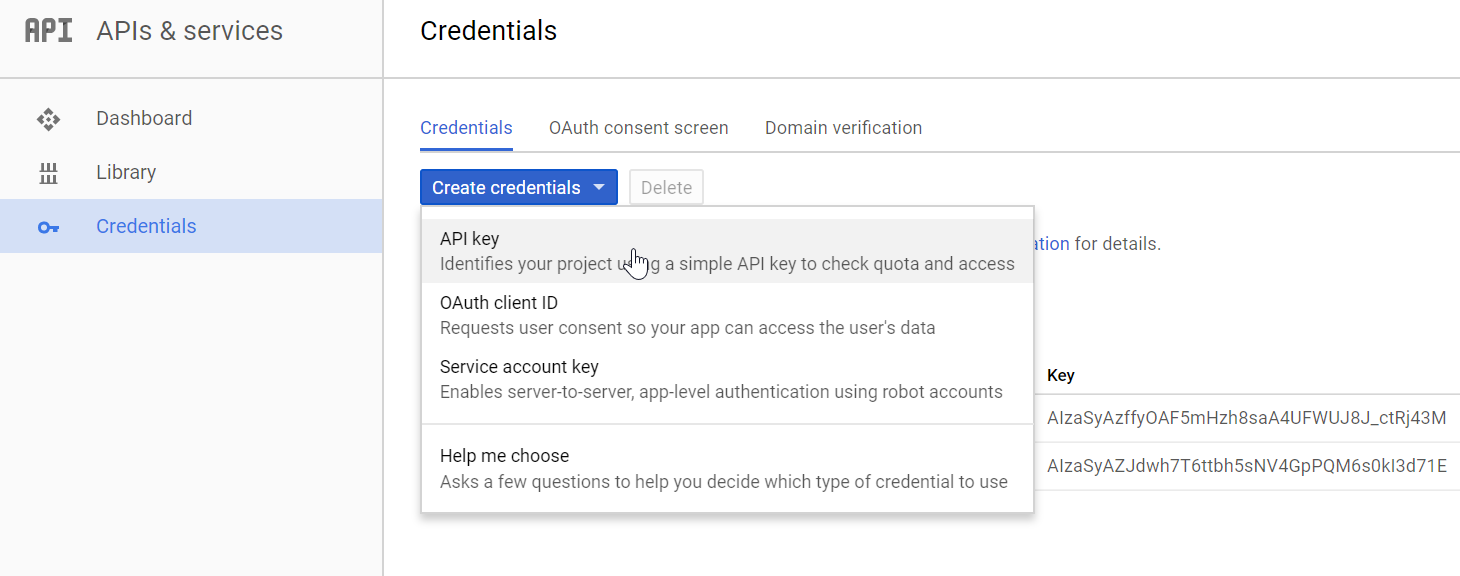 API APIs & services
Credentials
Dashboard
Library
Credentials
Credentials OAuth consent screen Domain verification
Create credentials Delete
API key
Identifies your project a simple API key to check quota and access
for details.
OAuth client ID
Requests user consent so your app can access the user's data
Service account key
Enables server-to-server, app-level authentication using robot accounts
Help me choose
Asks a few questions to help you decide which type of credential to use
Key
AIzaSyAzffyOAF5mHzh8saA4UFWUJ8J_ctRj43M
AIzaSyAZJdwh7T6ttbh5sNV4GpPQM6s0kI3d71E